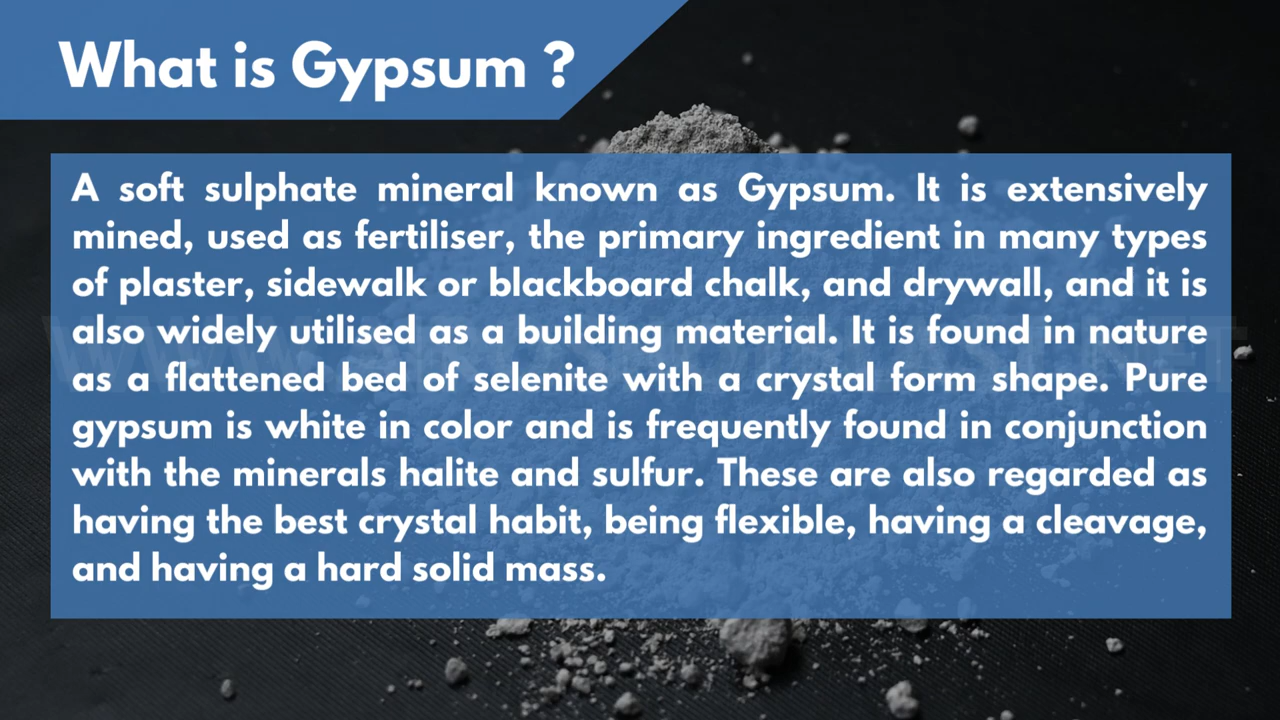 What is Gypsum ?
A soft sulphate mineral known as Gypsum. It is extensively
mined, used as fertiliser, the primary ingredient in many types
of plaster, sidewalk or blackboard chalk, and drywall, and it is
also widely utilised as a building material. It is found in nature
as a flattened bed of selenite with a crystal form shape. Pure
gypsum is white in color and is frequently found in conjunction
with the minerals halite and sulfur. These are also regarded as
having the best crystal habit, being flexible, having a cleavage,
and having a hard solid mass.